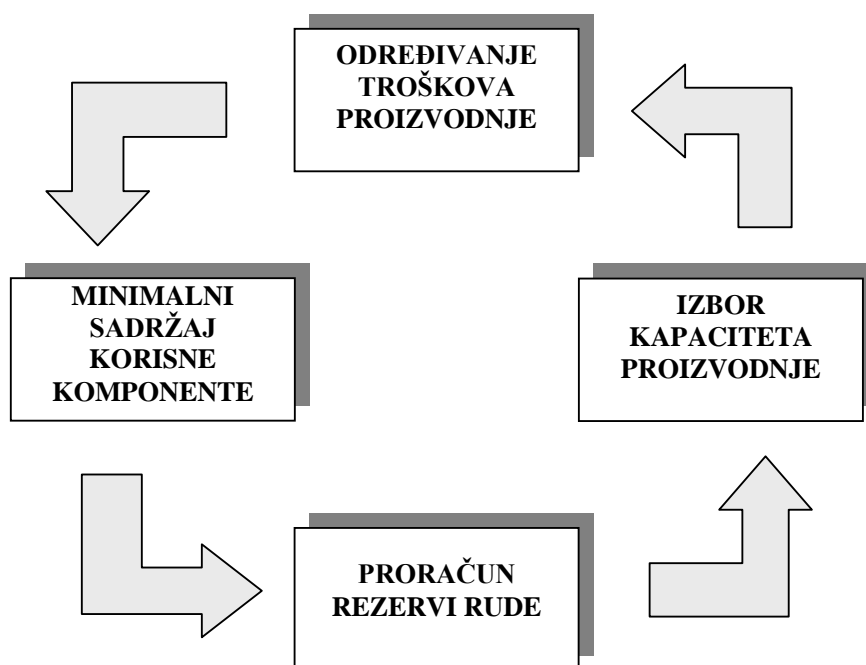 ODREĐIVANJE
TROŠKOVA
PROIZVODNJE
MINIMALNI
SADRŽAJ
KORISNE
KOMPONENTE
IZBOR
KAPACITETA
PROIZVODNJE
PRORAČUN
REZERVI RUDE